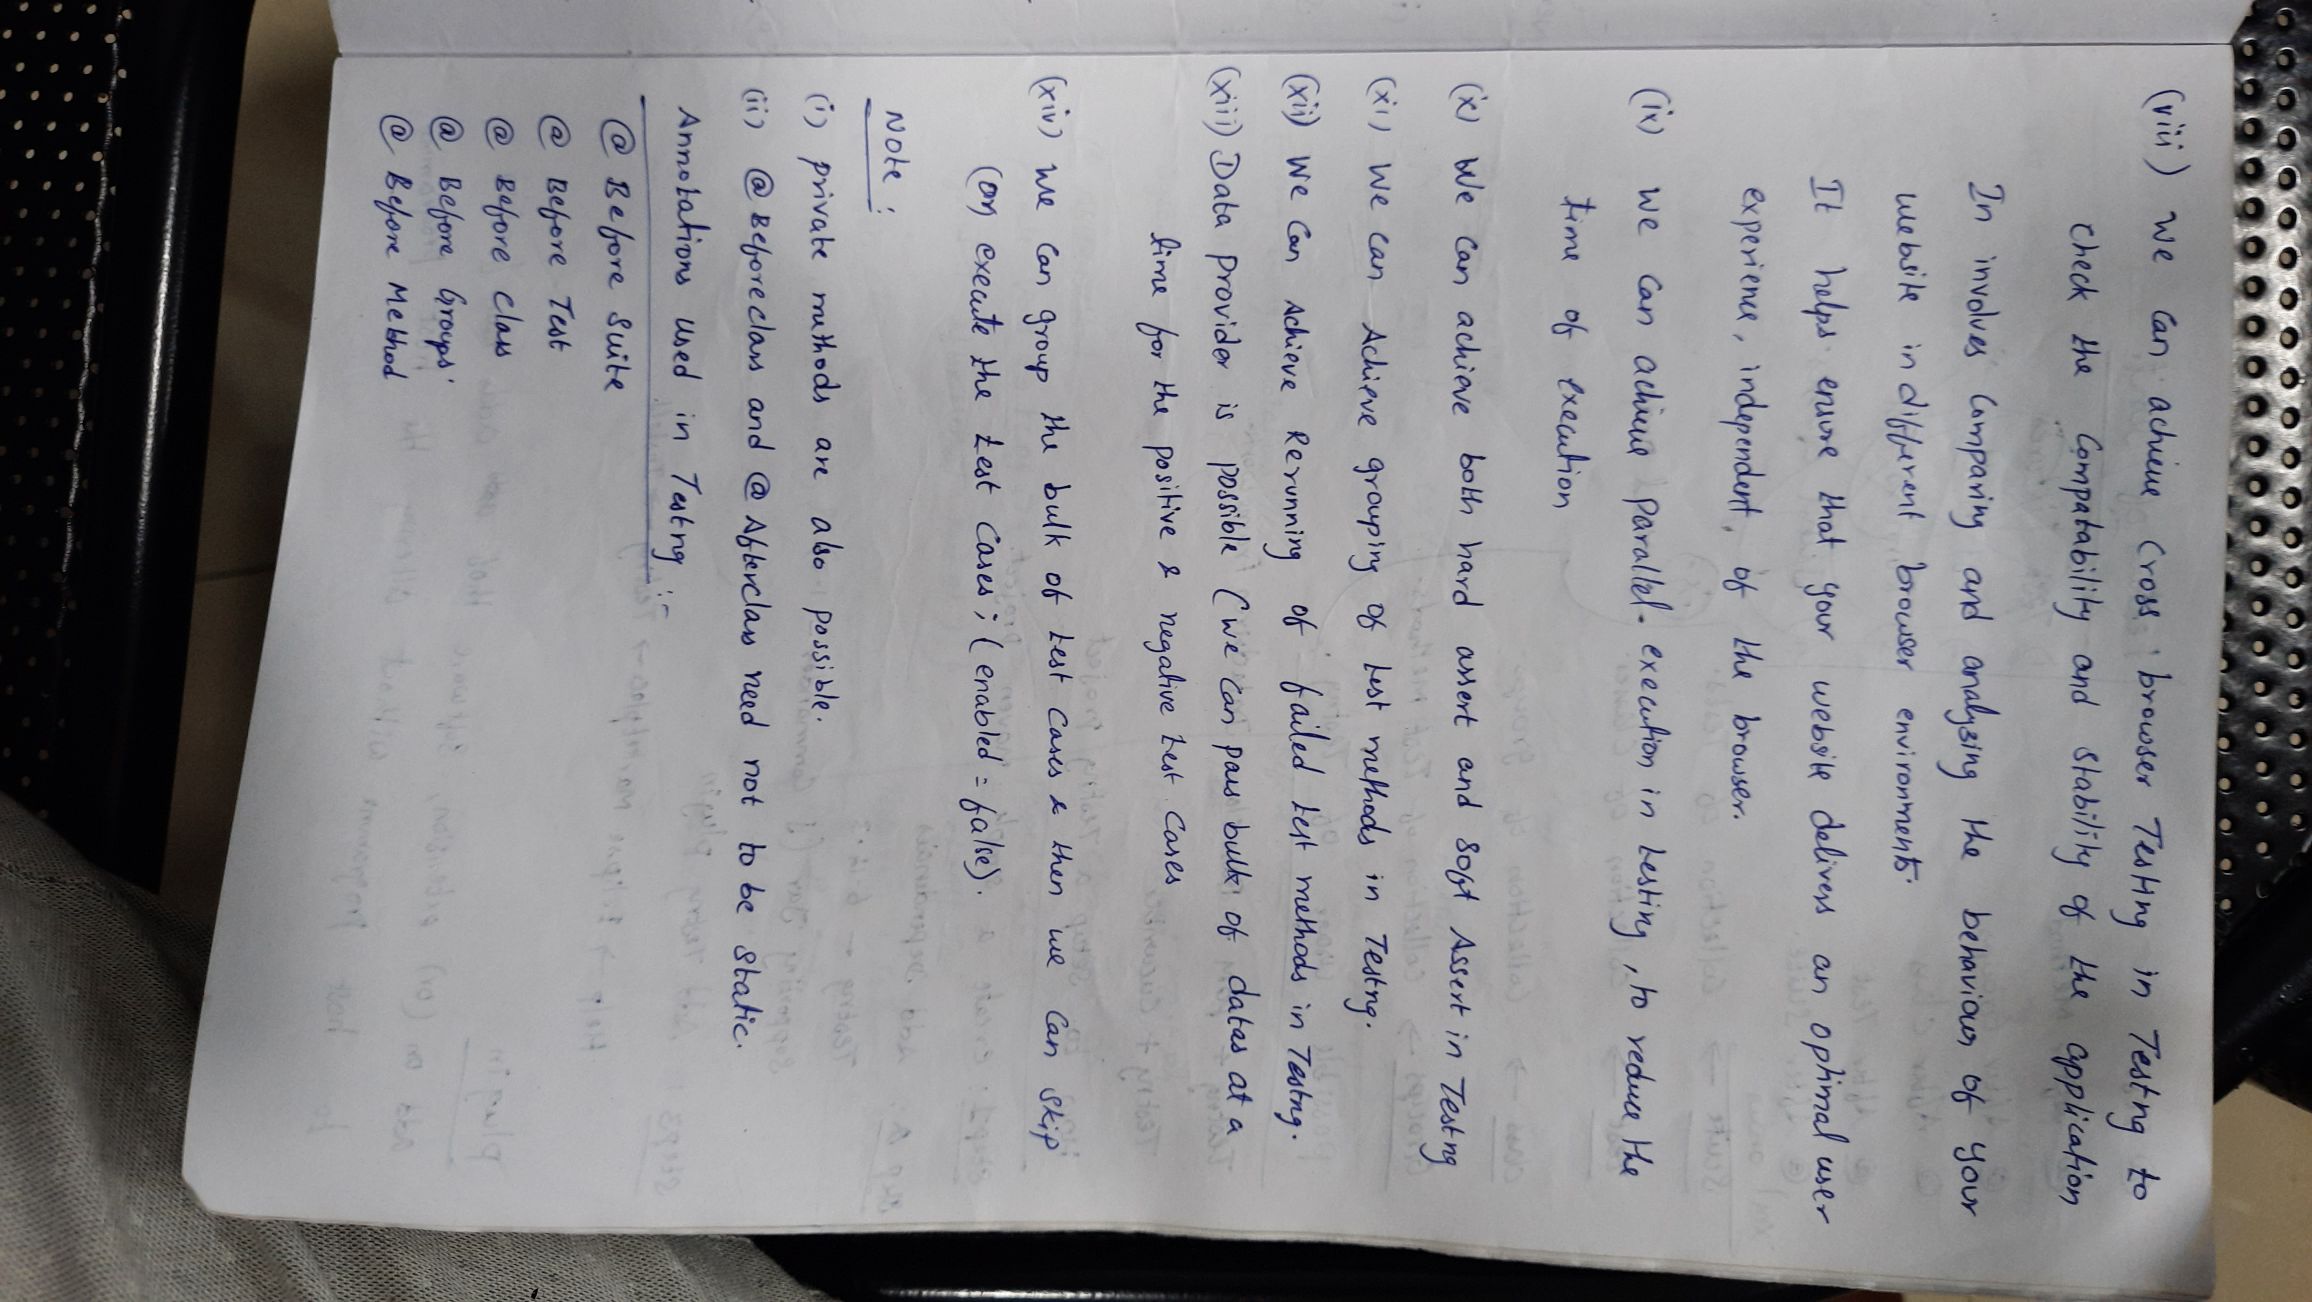 (viii) We can achieve Cross browser Testing in Testng to
check the Compatability and stability of the application
In involves Comparing and analysing the behaviour of your
website in different browser environments.
It helps ensure that your website delivers an optimal user
experience, independent of the browser.
(ix) We can achieve parallel execution in testing, to reduce the
time of execution
(x) We can achieve both hard assert and soft Assert in Testng
(xi) We can Achieve grouping of test methods in Testng.
(xii) We can Achieve Rerunning of failed test methods in Testng.
(xiii) Data provider is possible (we can pass bulk of datas at a
time for the positive & negative test cases
(xiv) We can group the bulk of test cases & then we can skip
(or) execute the test cases; (enabled = false).
Note :
(i) private methods are also possible.
(ii) @Beforeclass and @Afterclass need not to be static.
Annotations used in Testng :-
@ Before Suite
@ Before Test
@ Before class
@ Before Groups
@ Before Method